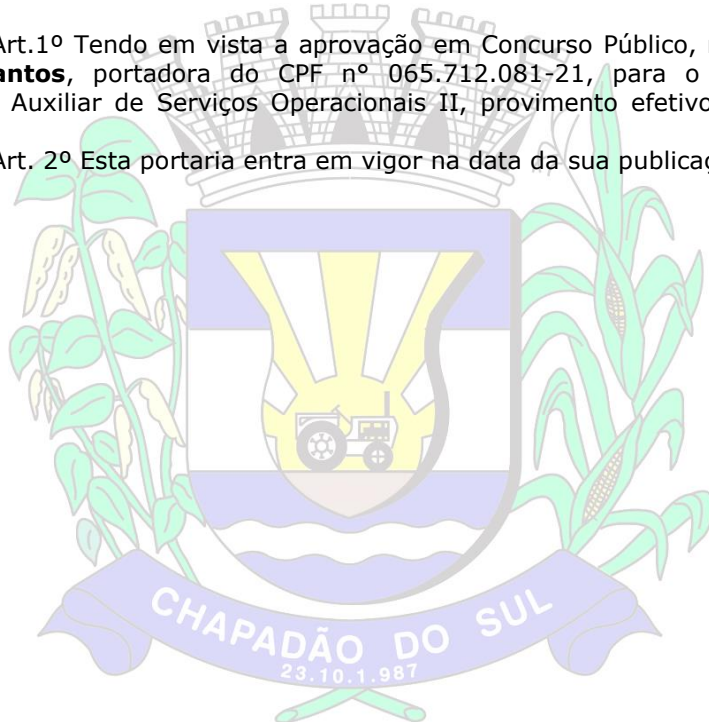 Art.1º Tendo em vista a aprovação em Concurso Público,
antos, portadora do CPF nº 065.712.081-21, para o
Auxiliar de Serviços Operacionais II, provimento efetivo
Art. 2º Esta portaria entra em vigor na data da sua publicaç
CHAPADÃO DO SUL
23.10.1.987